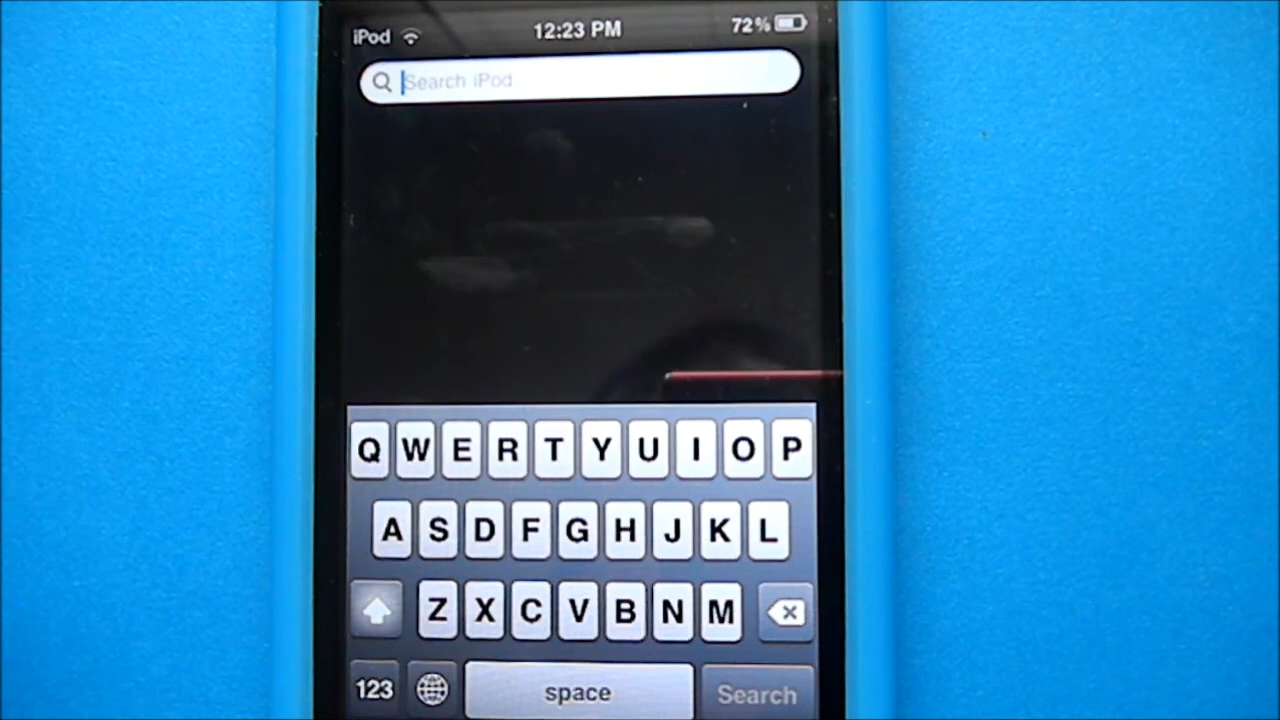 iPod 12:23 PM 72%
Search iPod
Q W E R T Y U I O P
A S D F G H J K L
Z X C V B N M
123 space Search